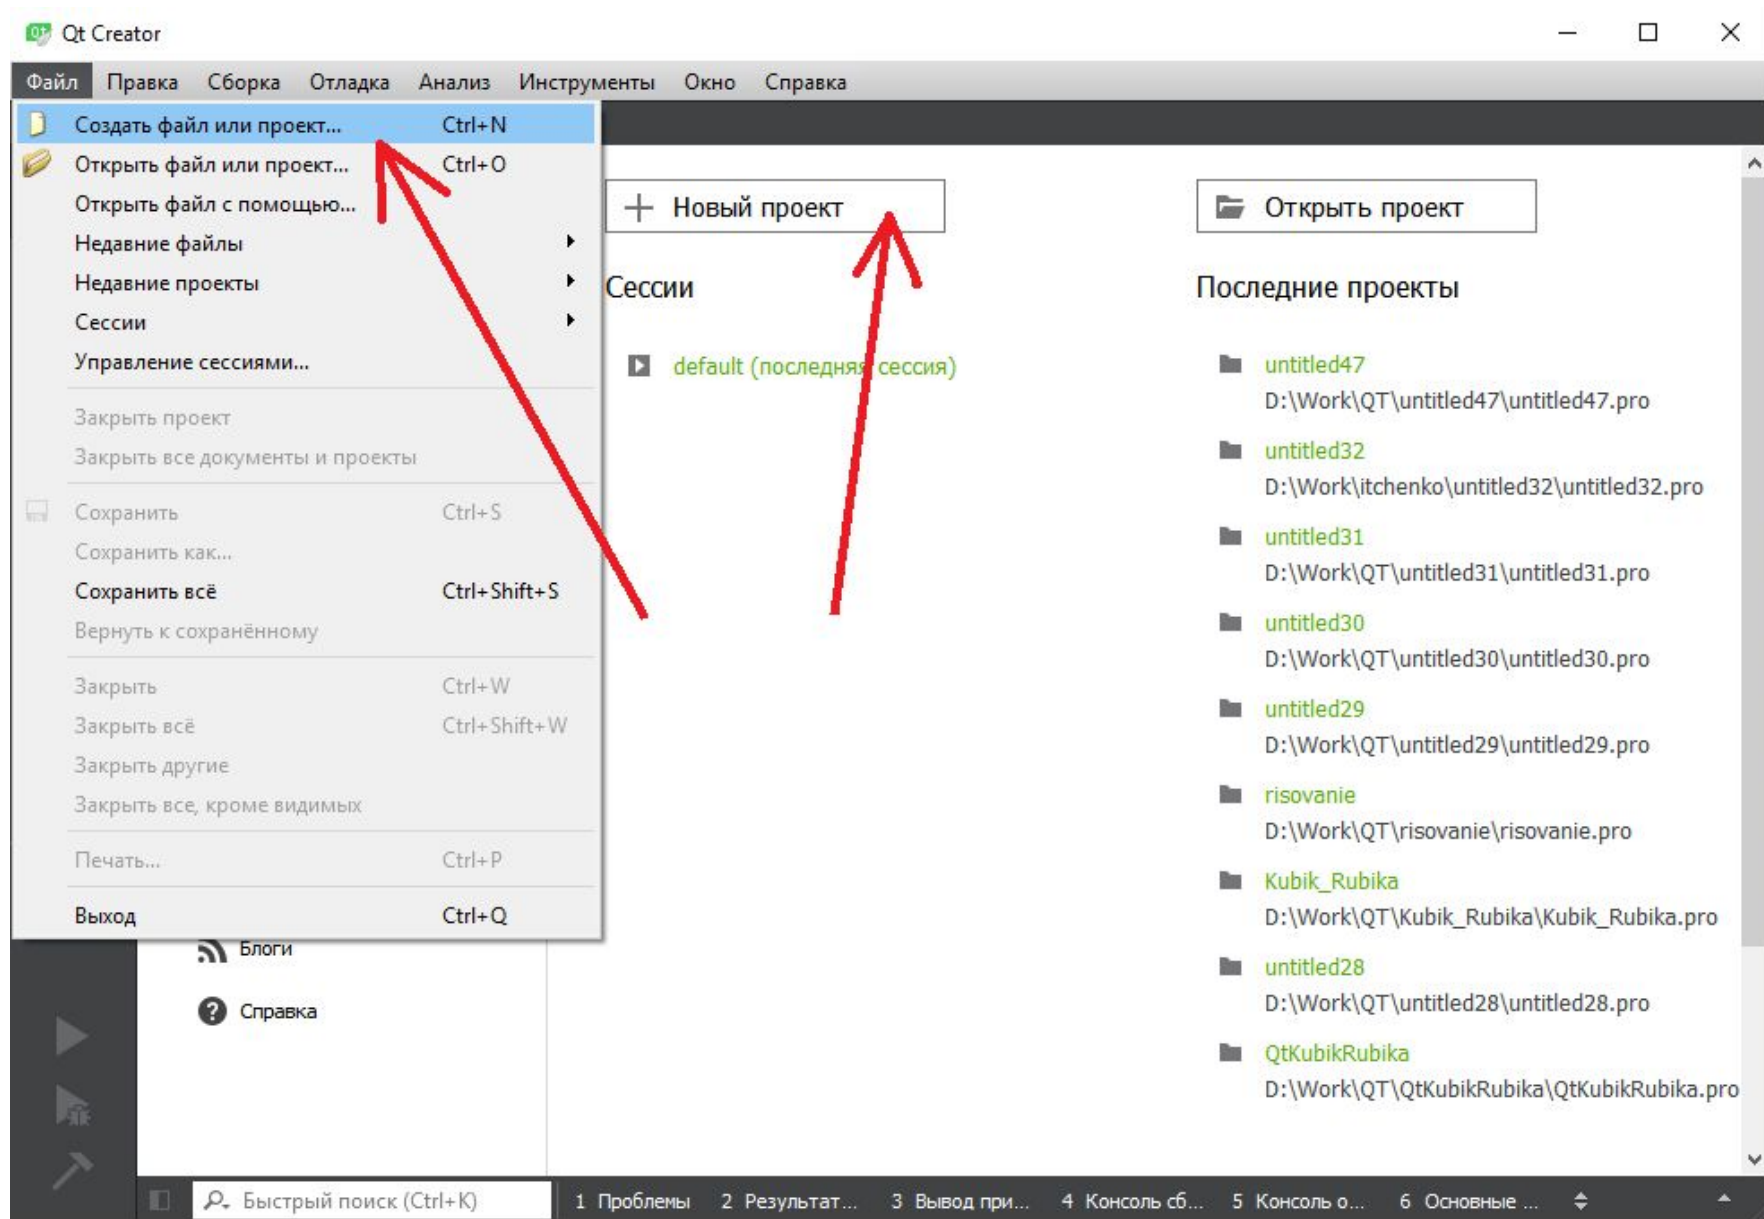 Qt Creator
Файл Правка Сборка Отладка Анализ Инструменты Окно Справка
Создать файл или проект... Ctrl+N
Открыть файл или проект... Ctrl+O
Открыть файл с помощью...
Недавние файлы
Недавние проекты
Сессии
Управление сессиями...
Закрыть проект
Закрыть все документы и проекты
Сохранить Ctrl+S
Сохранить как...
Сохранить всё Ctrl+Shift+S
Вернуть к сохранённому
Закрыть Ctrl+W
Закрыть всё Ctrl+Shift+W
Закрыть другие
Закрыть все, кроме видимых
Печать... Ctrl+P
Выход Ctrl+Q
Блоги
Справка
Новый проект
Сессии
default (последняя сессия)
Открыть проект
Последние проекты
untitled47
D:\Work\QT\untitled47\untitled47.pro
untitled32
D:\Work\itchenko\untitled32\untitled32.pro
untitled31
D:\Work\QT\untitled31\untitled31.pro
untitled30
D:\Work\QT\untitled30\untitled30.pro
untitled29
D:\Work\QT\untitled29\untitled29.pro
risovanie
D:\Work\QT\risovanie\risovanie.pro
Kubik_Rubika
D:\Work\QT\Kubik_Rubika\Kubik_Rubika.pro
untitled28
D:\Work\QT\untitled28\untitled28.pro
QtKubikRubika
D:\Work\QT\QtKubikRubika\QtKubikRubika.pro
Быстрый поиск (Ctrl+K) 1 Проблемы 2 Результат... 3 Вывод при... 4 Консоль сб... 5 Консоль о... 6 Основные ...